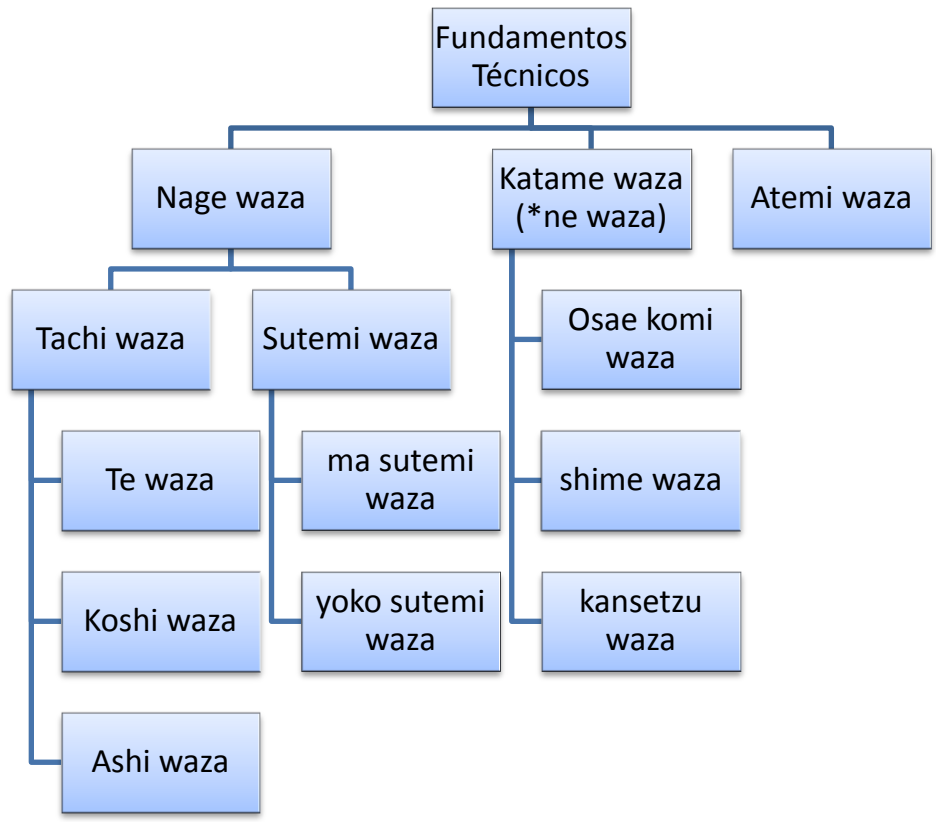 Fundamentos
Técnicos
Nage waza
Katame waza
(*ne waza)
Atemi waza
Tachi waza
Sutemi waza
Osae komi
waza
Te waza
ma sutemi
waza
shime waza
Koshi waza
yoko sutemi
waza
kansetzu
waza
Ashi waza